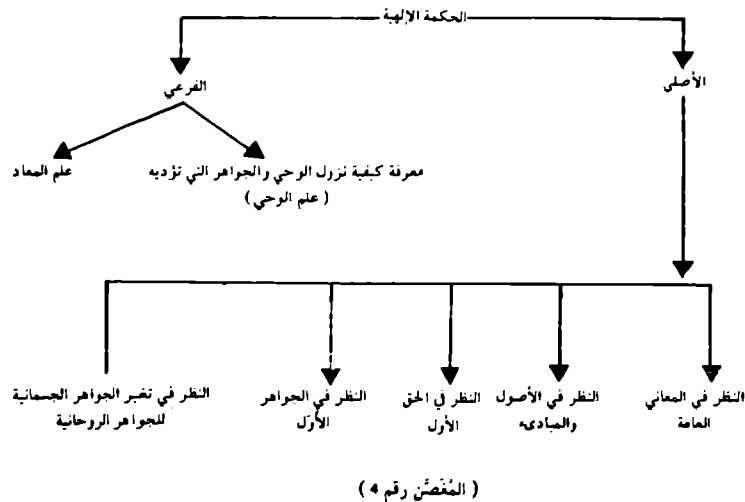 الحكمة الإلهية
الأصلي
الفرعي
معرفة كيفية نزول الوحي والجواهر التي تؤديه
( علم الوحي )
علم المعاد
النظر في المعاني
العامة
النظر في الأصول
والمبادىء
النظر في الحق
الأول
النظر في الجواهر
الأوَل
النظر في تغير الجواهر الجسمانية
للجواهر الروحانية
( المُغَصَّن رقم 4 )